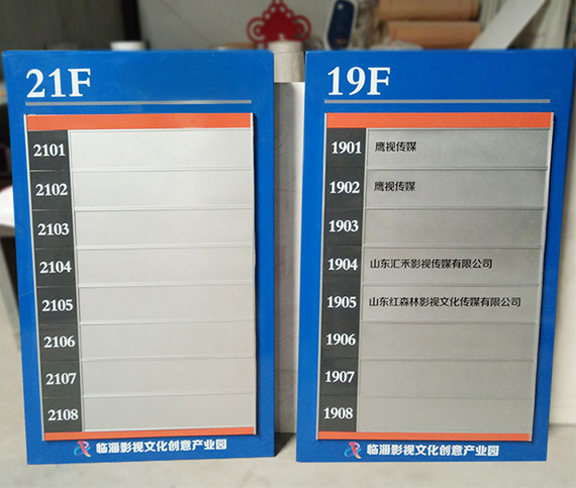 21F
2101
2102
2103
2104
2105
2106
2107
2108
临淄影视文化创意产业园
19F
1901 鹰视传媒
1902 鹰视传媒
1903
1904 山东汇禾影视传媒有限公司
1905 山东红森林影视文化传媒有限公司
1906
1907
1908
临淄影视文化创意产业园